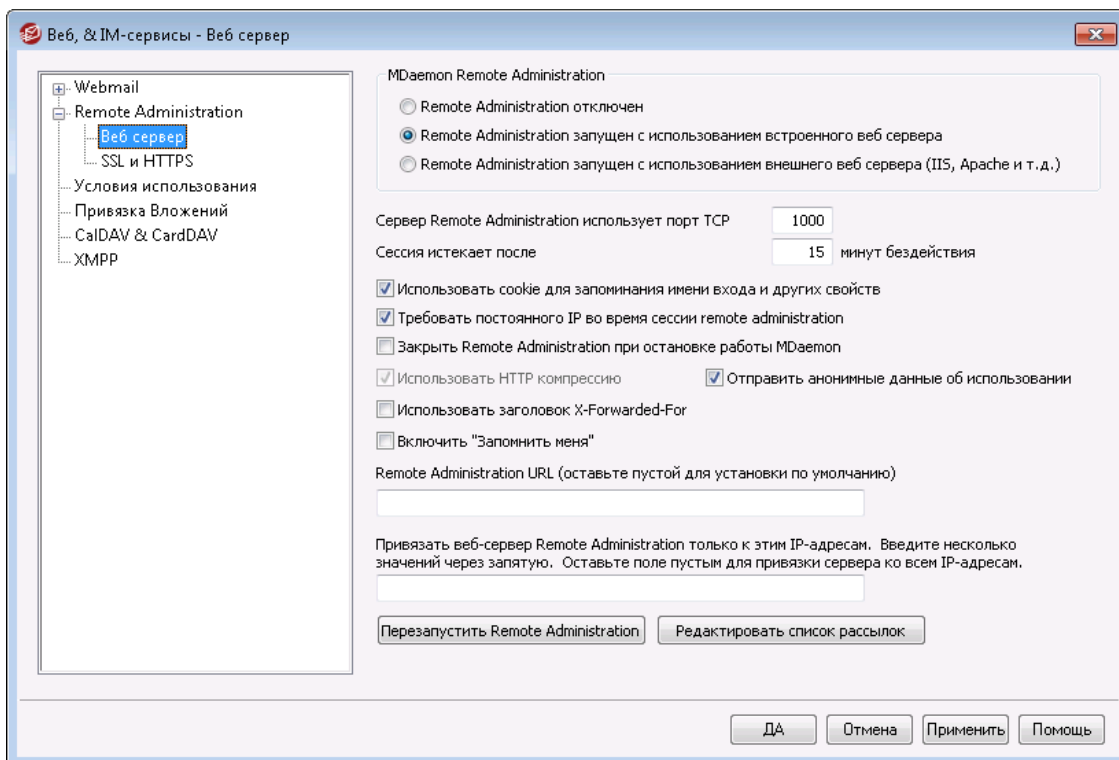 Веб, & IM-сервисы - Веб сервер
Webmail
Remote Administration
Веб сервер
SSL и HTTPS
Условия использования
Привязка Вложений
CalDAV & CardDAV
XMPP
MDaemon Remote Administration
Remote Administration отключен
Remote Administration запущен с использованием встроенного веб сервера
Remote Administration запущен с использованием внешнего веб сервера (IIS, Apache и т.д.)
Сервер Remote Administration использует порт TCP 1000
Сессия истекает после 15 минут бездействия
Использовать cookie для запоминания имени входа и других свойств
Требовать постоянного IP во время сессии remote administration
Закрыть Remote Administration при остановке работы MDaemon
Использовать HTTP компрессию Отправить анонимные данные об использовании
Использовать заголовок X-Forwarded-For
Включить "Запомнить меня"
Remote Administration URL (оставьте пустой для установки по умолчанию)
Привязать веб-сервер Remote Administration только к этим IP-адресам. Введите несколько
значений через запятую. Оставьте поле пустым для привязки сервера ко всем IP-адресам.
Перезапустить Remote Administration Редактировать список рассылок
ДА Отмена Применить Помощь